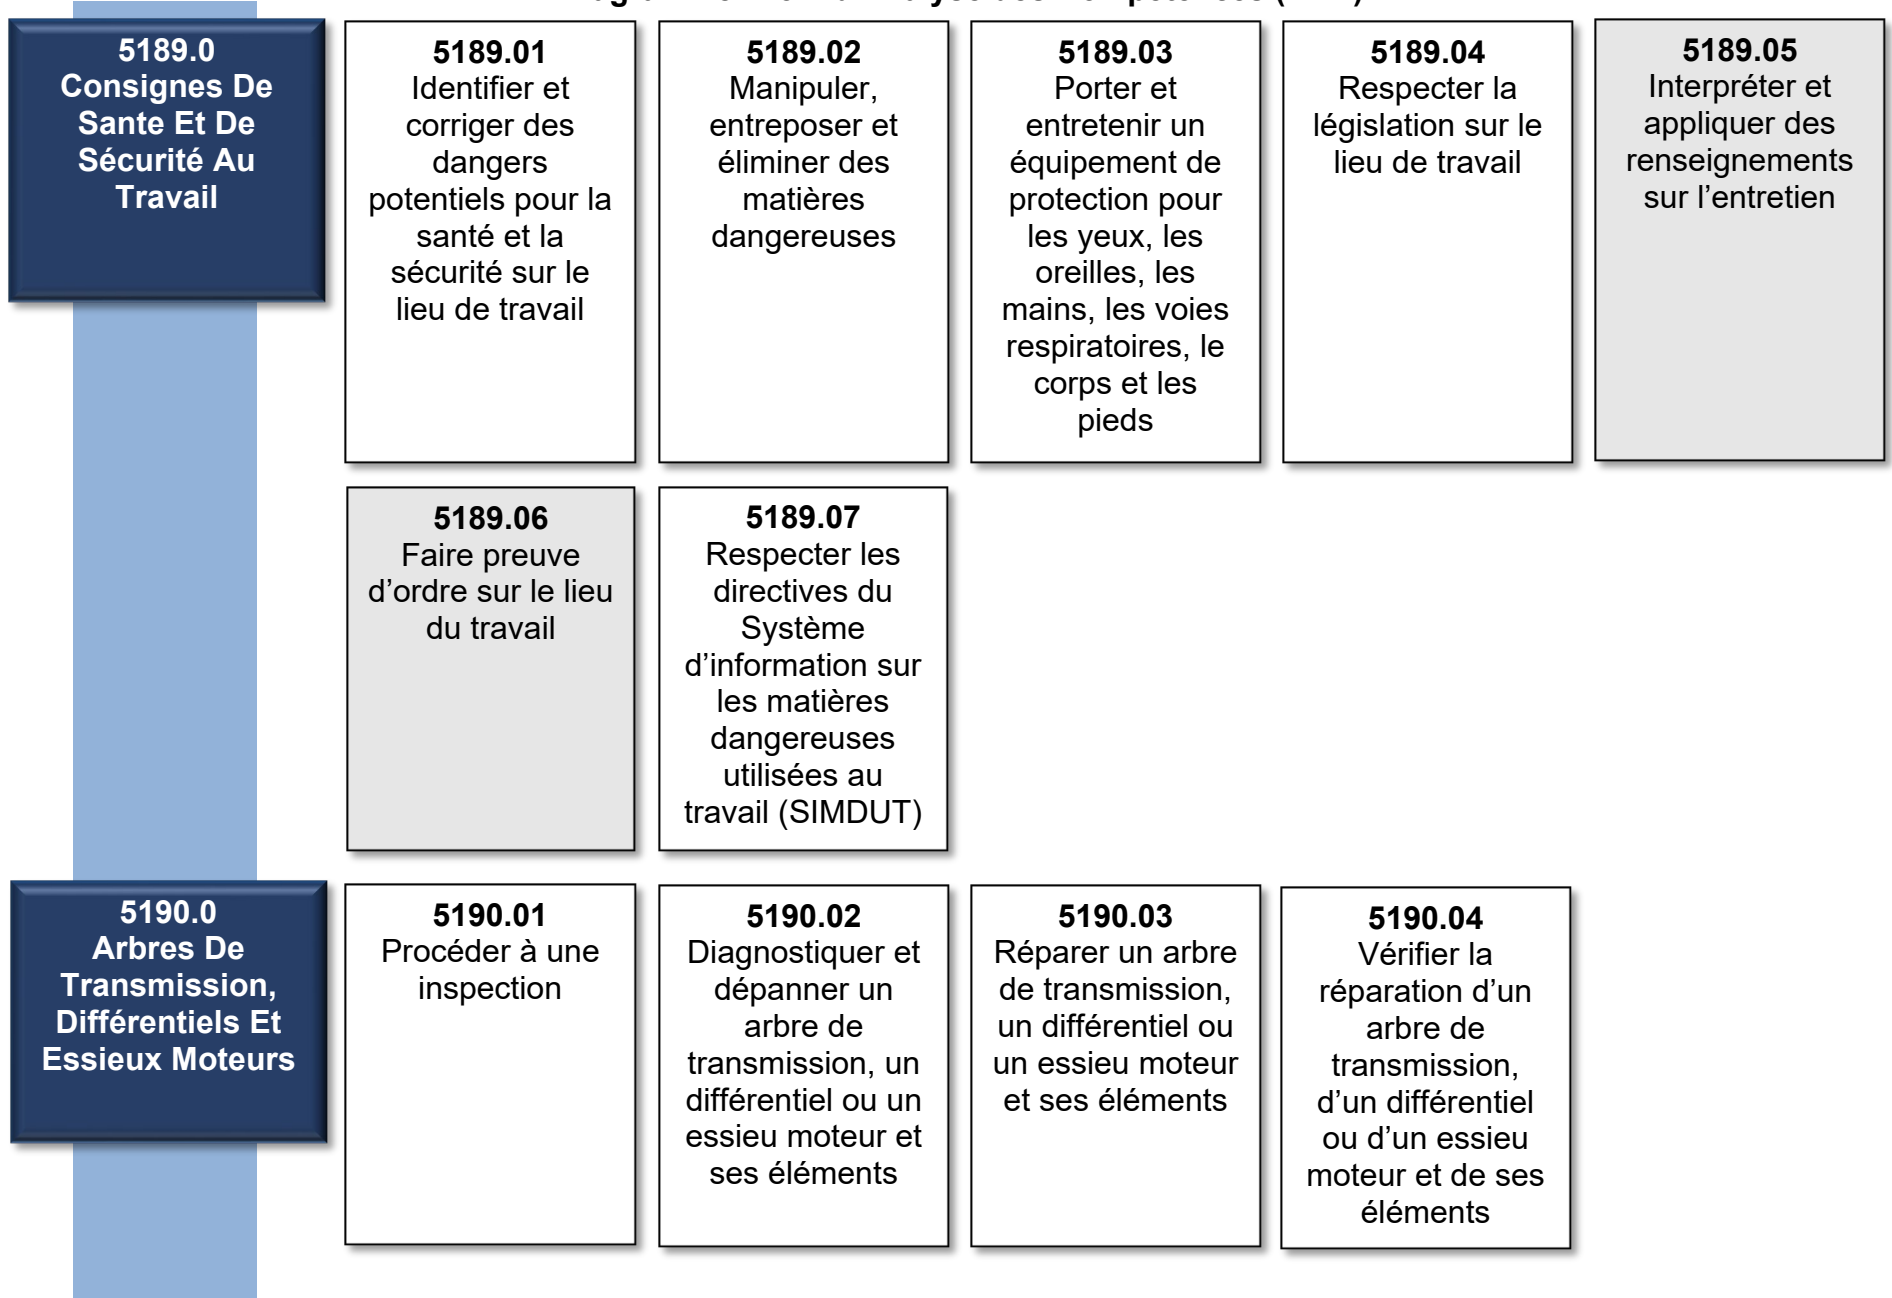 5189.0
Consignes De
Sante Et De
Sécurité Au
Travail
5189.01
Identifier et
corriger des
dangers
potentiels pour la
santé et la
sécurité sur le
lieu de travail
5189.02
Manipuler,
entreposer et
éliminer des
matières
dangereuses
5189.03
Porter et
entretenir un
équipement de
protection pour
les yeux, les
oreilles, les
mains, les voies
respiratoires, le
corps et les
pieds
5189.04
Respecter la
législation sur le
lieu de travail
5189.05
Interpréter et
appliquer des
renseignements
sur l’entretien
5189.06
Faire preuve
d’ordre sur le lieu
du travail
5189.07
Respecter les
directives du
Système
d’information sur
les matières
dangereuses
utilisées au
travail (SIMDUT)
5190.0
Arbres De
Transmission,
Différentiels Et
Essieux Moteurs
5190.01
Procéder à une
inspection
5190.02
Diagnostiquer et
dépanner un
arbre de
transmission, un
différentiel ou un
essieu moteur et
ses éléments
5190.03
Réparer un arbre
de transmission,
un différentiel ou
un essieu moteur
et ses éléments
5190.04
Vérifier la
réparation d’un
arbre de
transmission,
d’un différentiel
ou d’un essieu
moteur et de ses
éléments